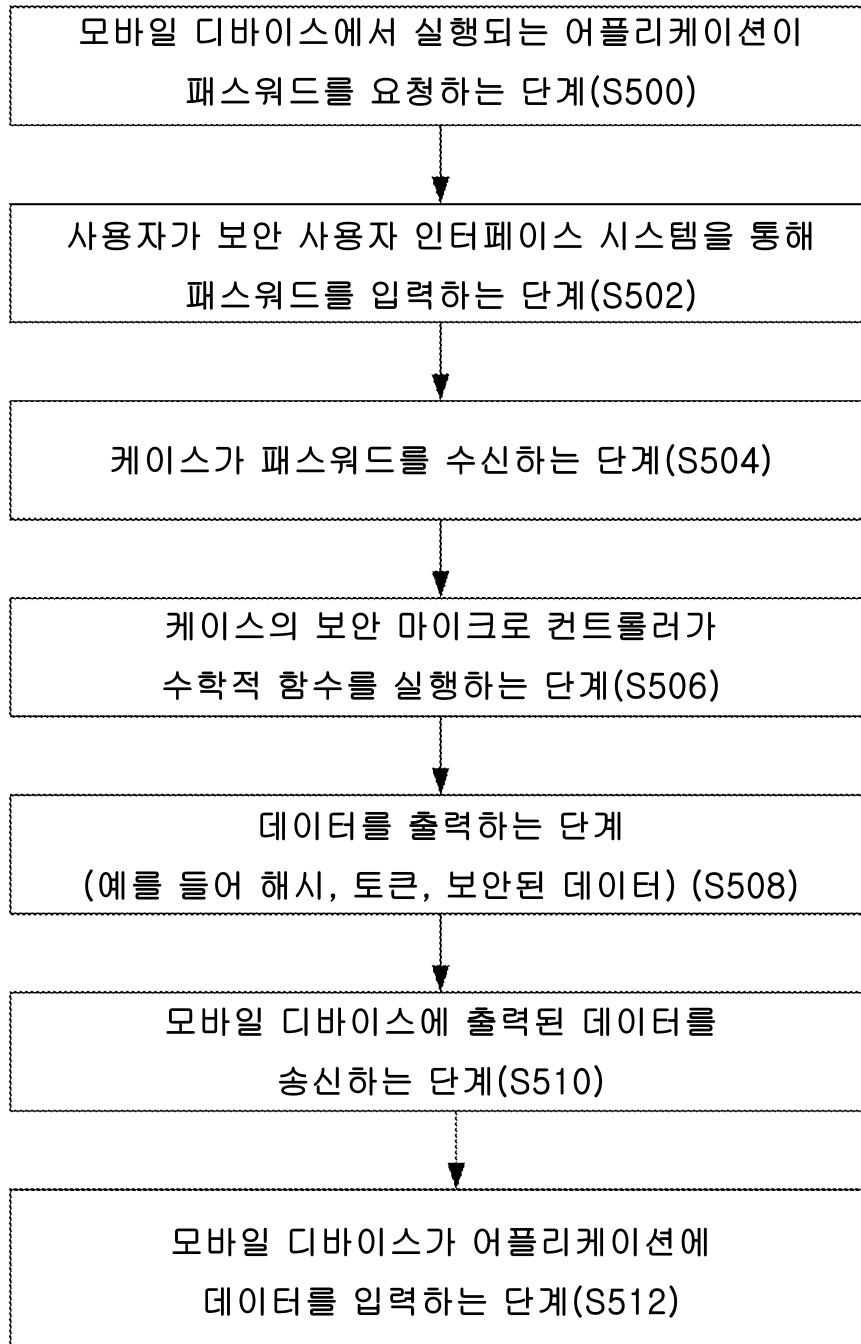 모바일 디바이스에서 실행되는 어플리케이션이
패스워드를 요청하는 단계(S500)
사용자가 보안 사용자 인터페이스 시스템을 통해
패스워드를 입력하는 단계(S502)
케이스가 패스워드를 수신하는 단계(S504)
케이스의 보안 마이크로 컨트롤러가
수학적 함수를 실행하는 단계(S506)
데이터를 출력하는 단계
(예를 들어 해시, 토큰, 보안된 데이터) (S508)
모바일 디바이스에 출력된 데이터를
송신하는 단계(S510)
모바일 디바이스가 어플리케이션에
데이터를 입력하는 단계(S512)